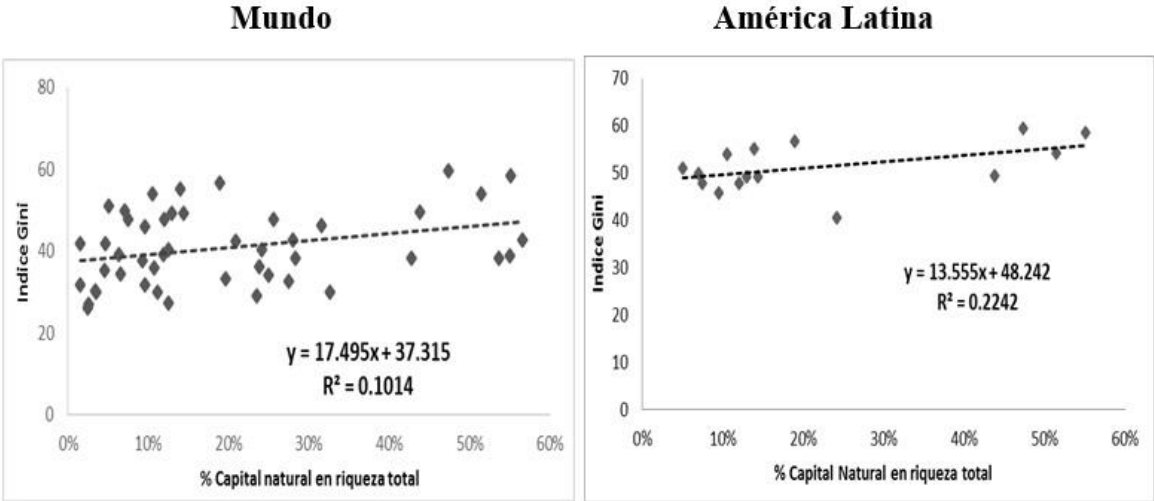 Mundo
América Latina
80
60
40
20
0
Indice Gini
y = 17.495x + 37.315
R² = 0.1014
0% 10% 20% 30% 40% 50% 60%
% Capital natural en riqueza total
70
60
50
40
30
20
10
0
Indice Gini
y = 13.555x + 48.242
R² = 0.2242
0% 10% 20% 30% 40% 50% 60%
% Capital Natural en riqueza total